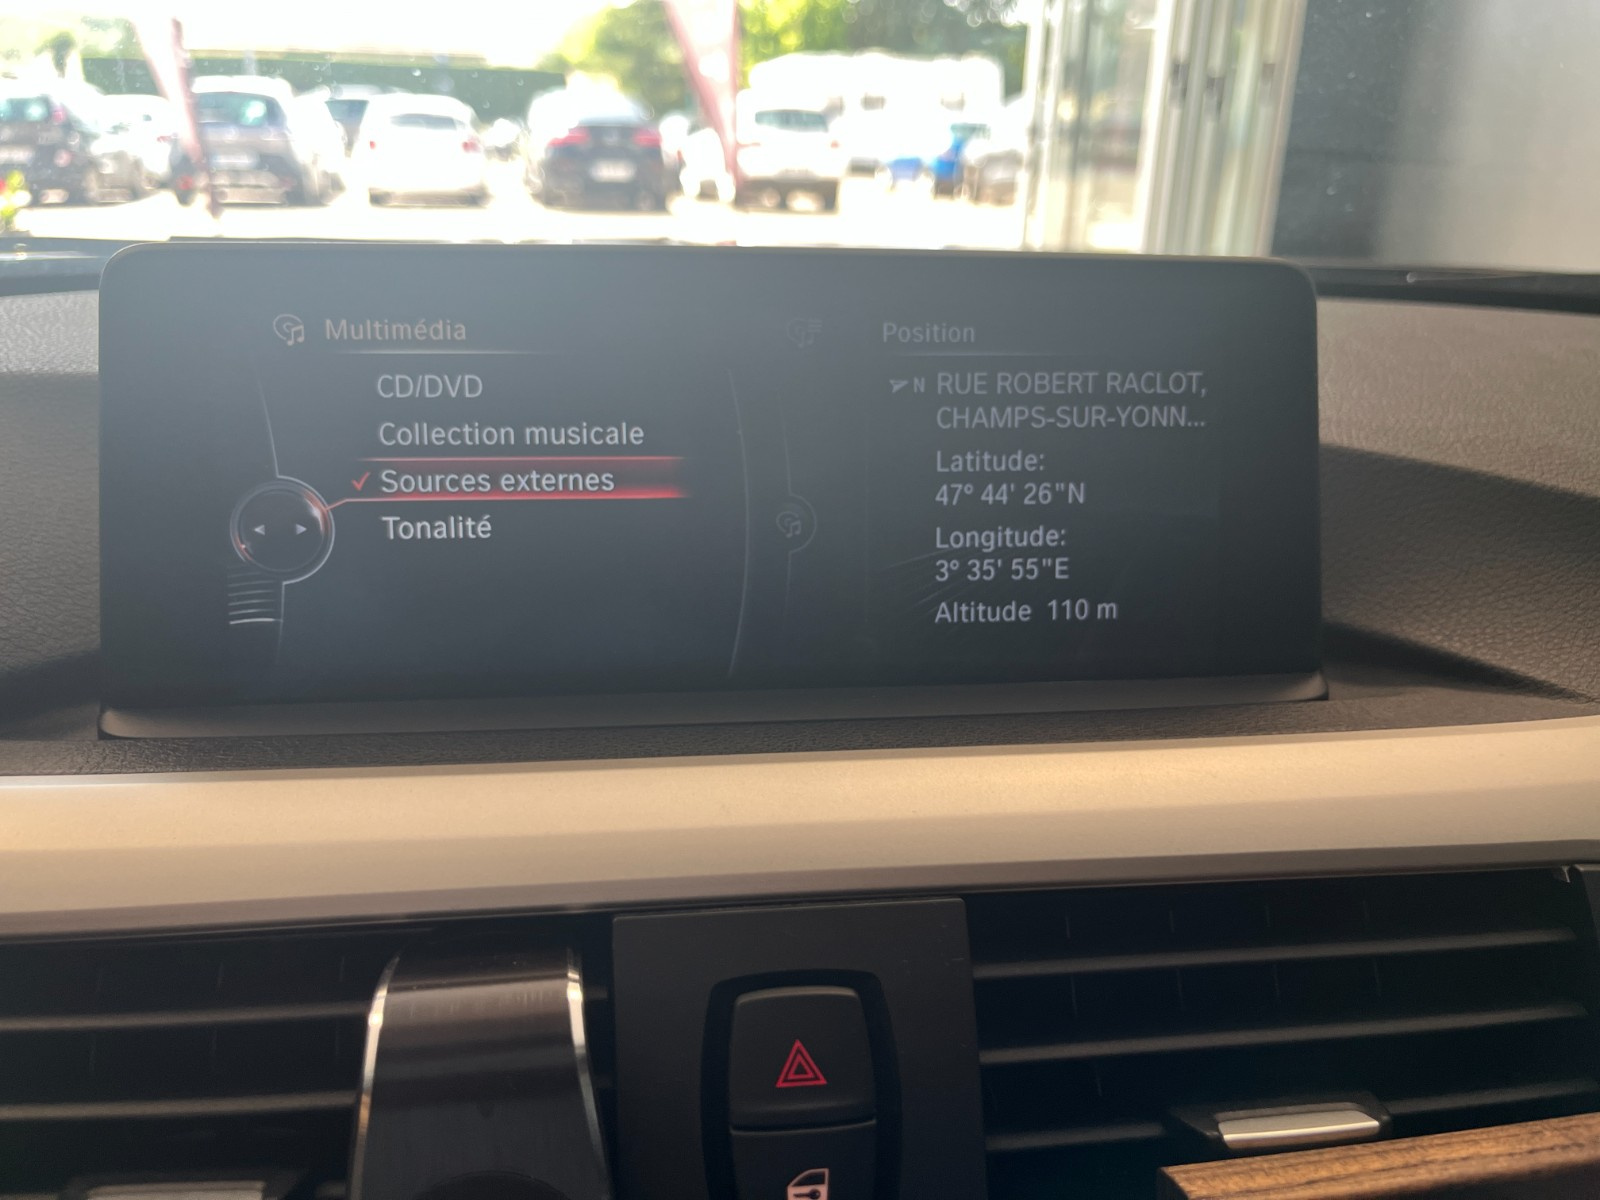 Multimédia
CD/DVD
Collection musicale
✓ Sources externes
Tonalité
Position
N RUE ROBERT RACLOT,
CHAMPS-SUR-YONN...
Latitude:
47° 44' 26"N
Longitude:
3° 35' 55"E
Altitude 110 m